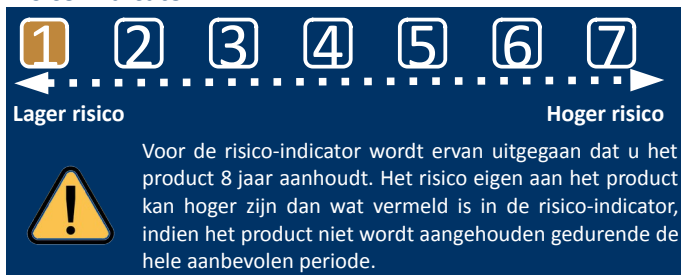 1 2 3 4 5 6 7
Lager risico Hoger risico
Voor de risico-indicator wordt ervan uitgegaan dat u het
product 8 jaar aanhoudt. Het risico eigen aan het product
kan hoger zijn dan wat vermeld is in de risico-indicator,
indien het product niet wordt aangehouden gedurende de
hele aanbevolen periode.